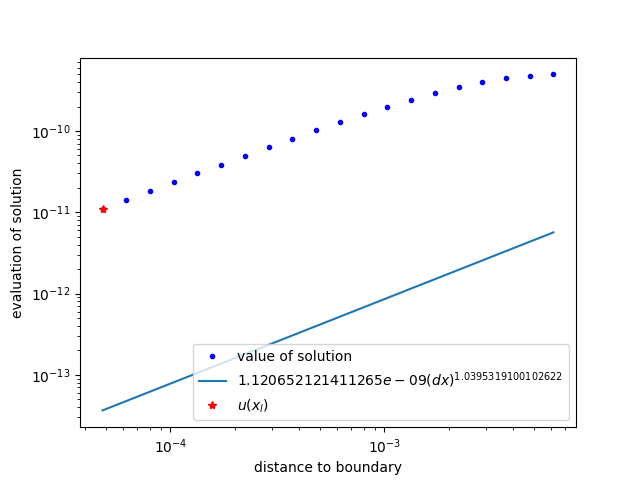 10⁻¹⁰
10⁻¹¹
10⁻¹²
10⁻¹³
evaluation of solution
value of solution
1.120652121411265e − 09(dx)^1.0395319100102622
u(x_I)
10⁻⁴ 10⁻³
distance to boundary